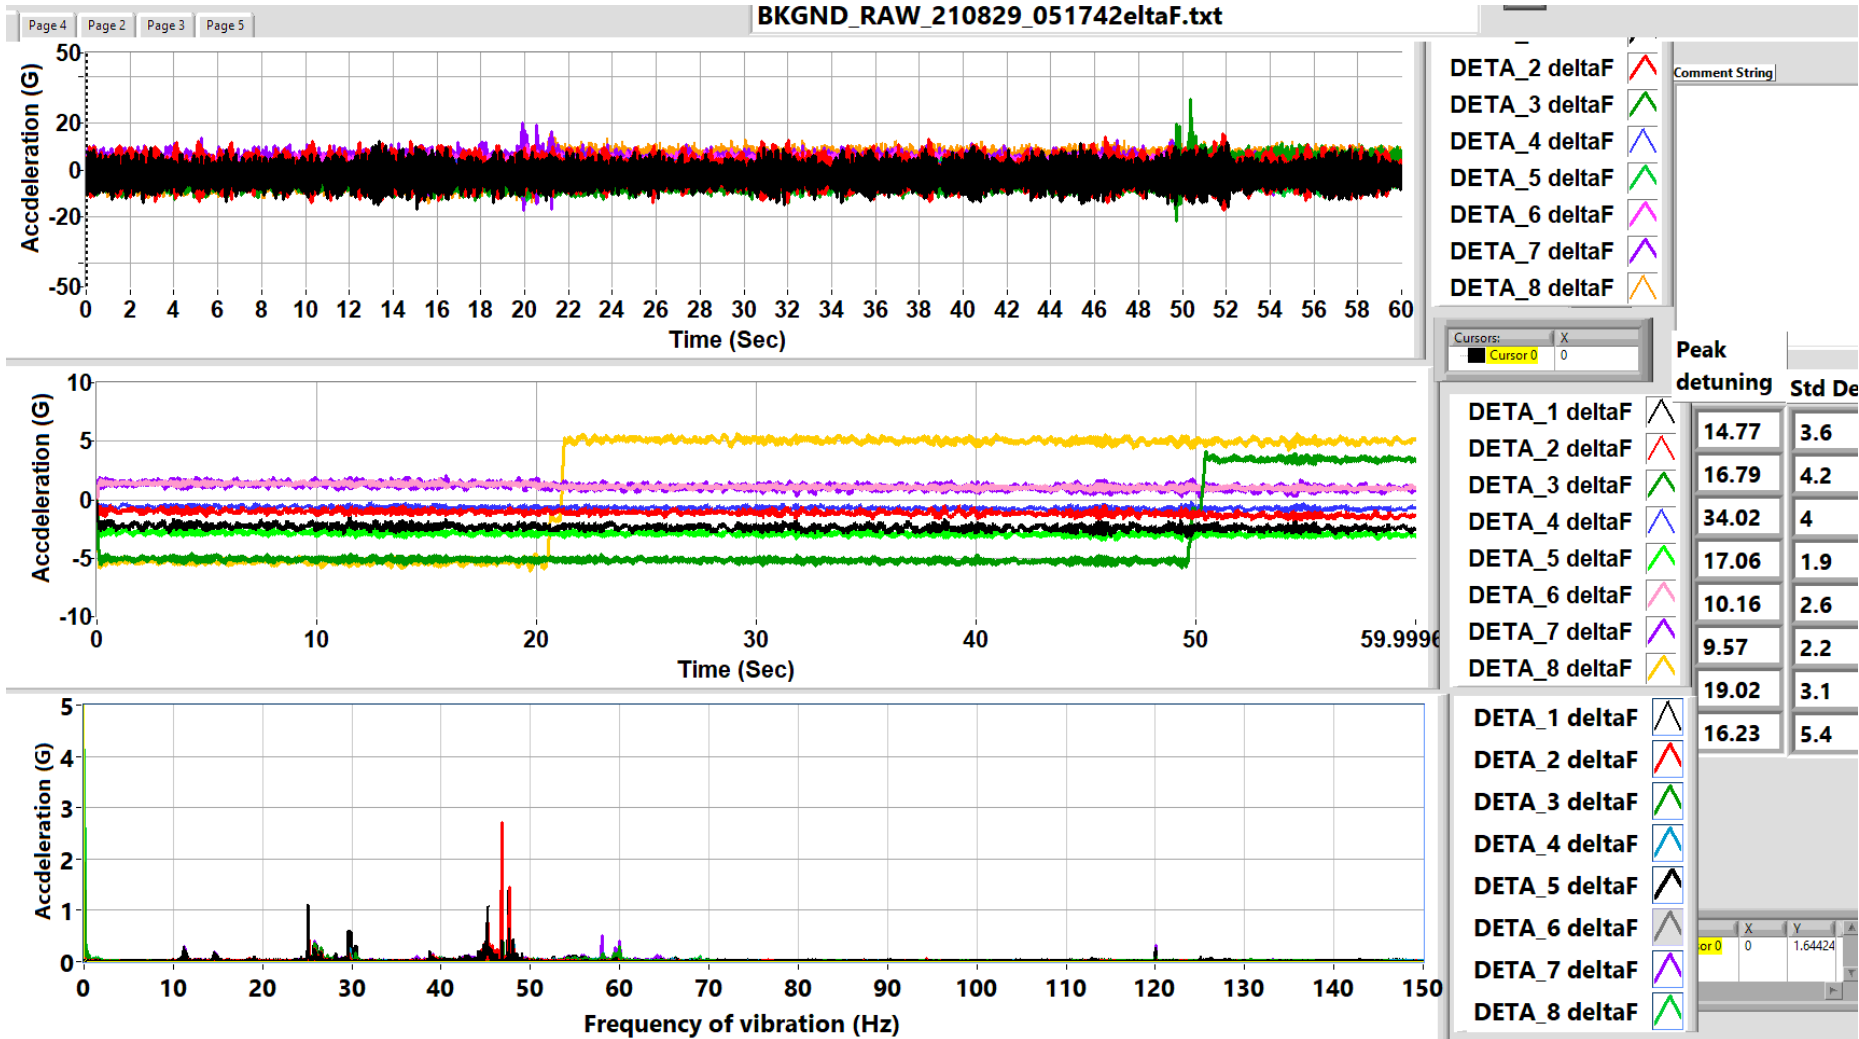 BKGND_RAW_210829_051742eltaF.txt
Page 4 Page 2 Page 3 Page 5
Accdeleration (G)
50
20
0
-20
-50
0 2 4 6 8 10 12 14 16 18 20 22 24 26 28 30 32 34 36 38 40 42 44 46 48 50 52 54 56 58 60
Time (Sec)
DETA_2 deltaF
DETA_3 deltaF
DETA_4 deltaF
DETA_5 deltaF
DETA_6 deltaF
DETA_7 deltaF
DETA_8 deltaF
Comment String
Cursors: X
Cursor 0 0
Peak
detuning
Std De
14.77 3.6
16.79 4.2
34.02 4
17.06 1.9
10.16 2.6
9.57 2.2
19.02 3.1
16.23 5.4
Accdeleration (G)
10
5
0
-5
-10
0 10 20 30 40 50 59.9996
Time (Sec)
DETA_1 deltaF
DETA_2 deltaF
DETA_3 deltaF
DETA_4 deltaF
DETA_5 deltaF
DETA_6 deltaF
DETA_7 deltaF
DETA_8 deltaF
Accdeleration (G)
5
4
3
2
1
0
0 10 20 30 40 50 60 70 80 90 100 110 120 130 140 150
Frequency of vibration (Hz)
DETA_1 deltaF
DETA_2 deltaF
DETA_3 deltaF
DETA_4 deltaF
DETA_5 deltaF
DETA_6 deltaF
DETA_7 deltaF
DETA_8 deltaF
X Y
sor 0 0 1.64424